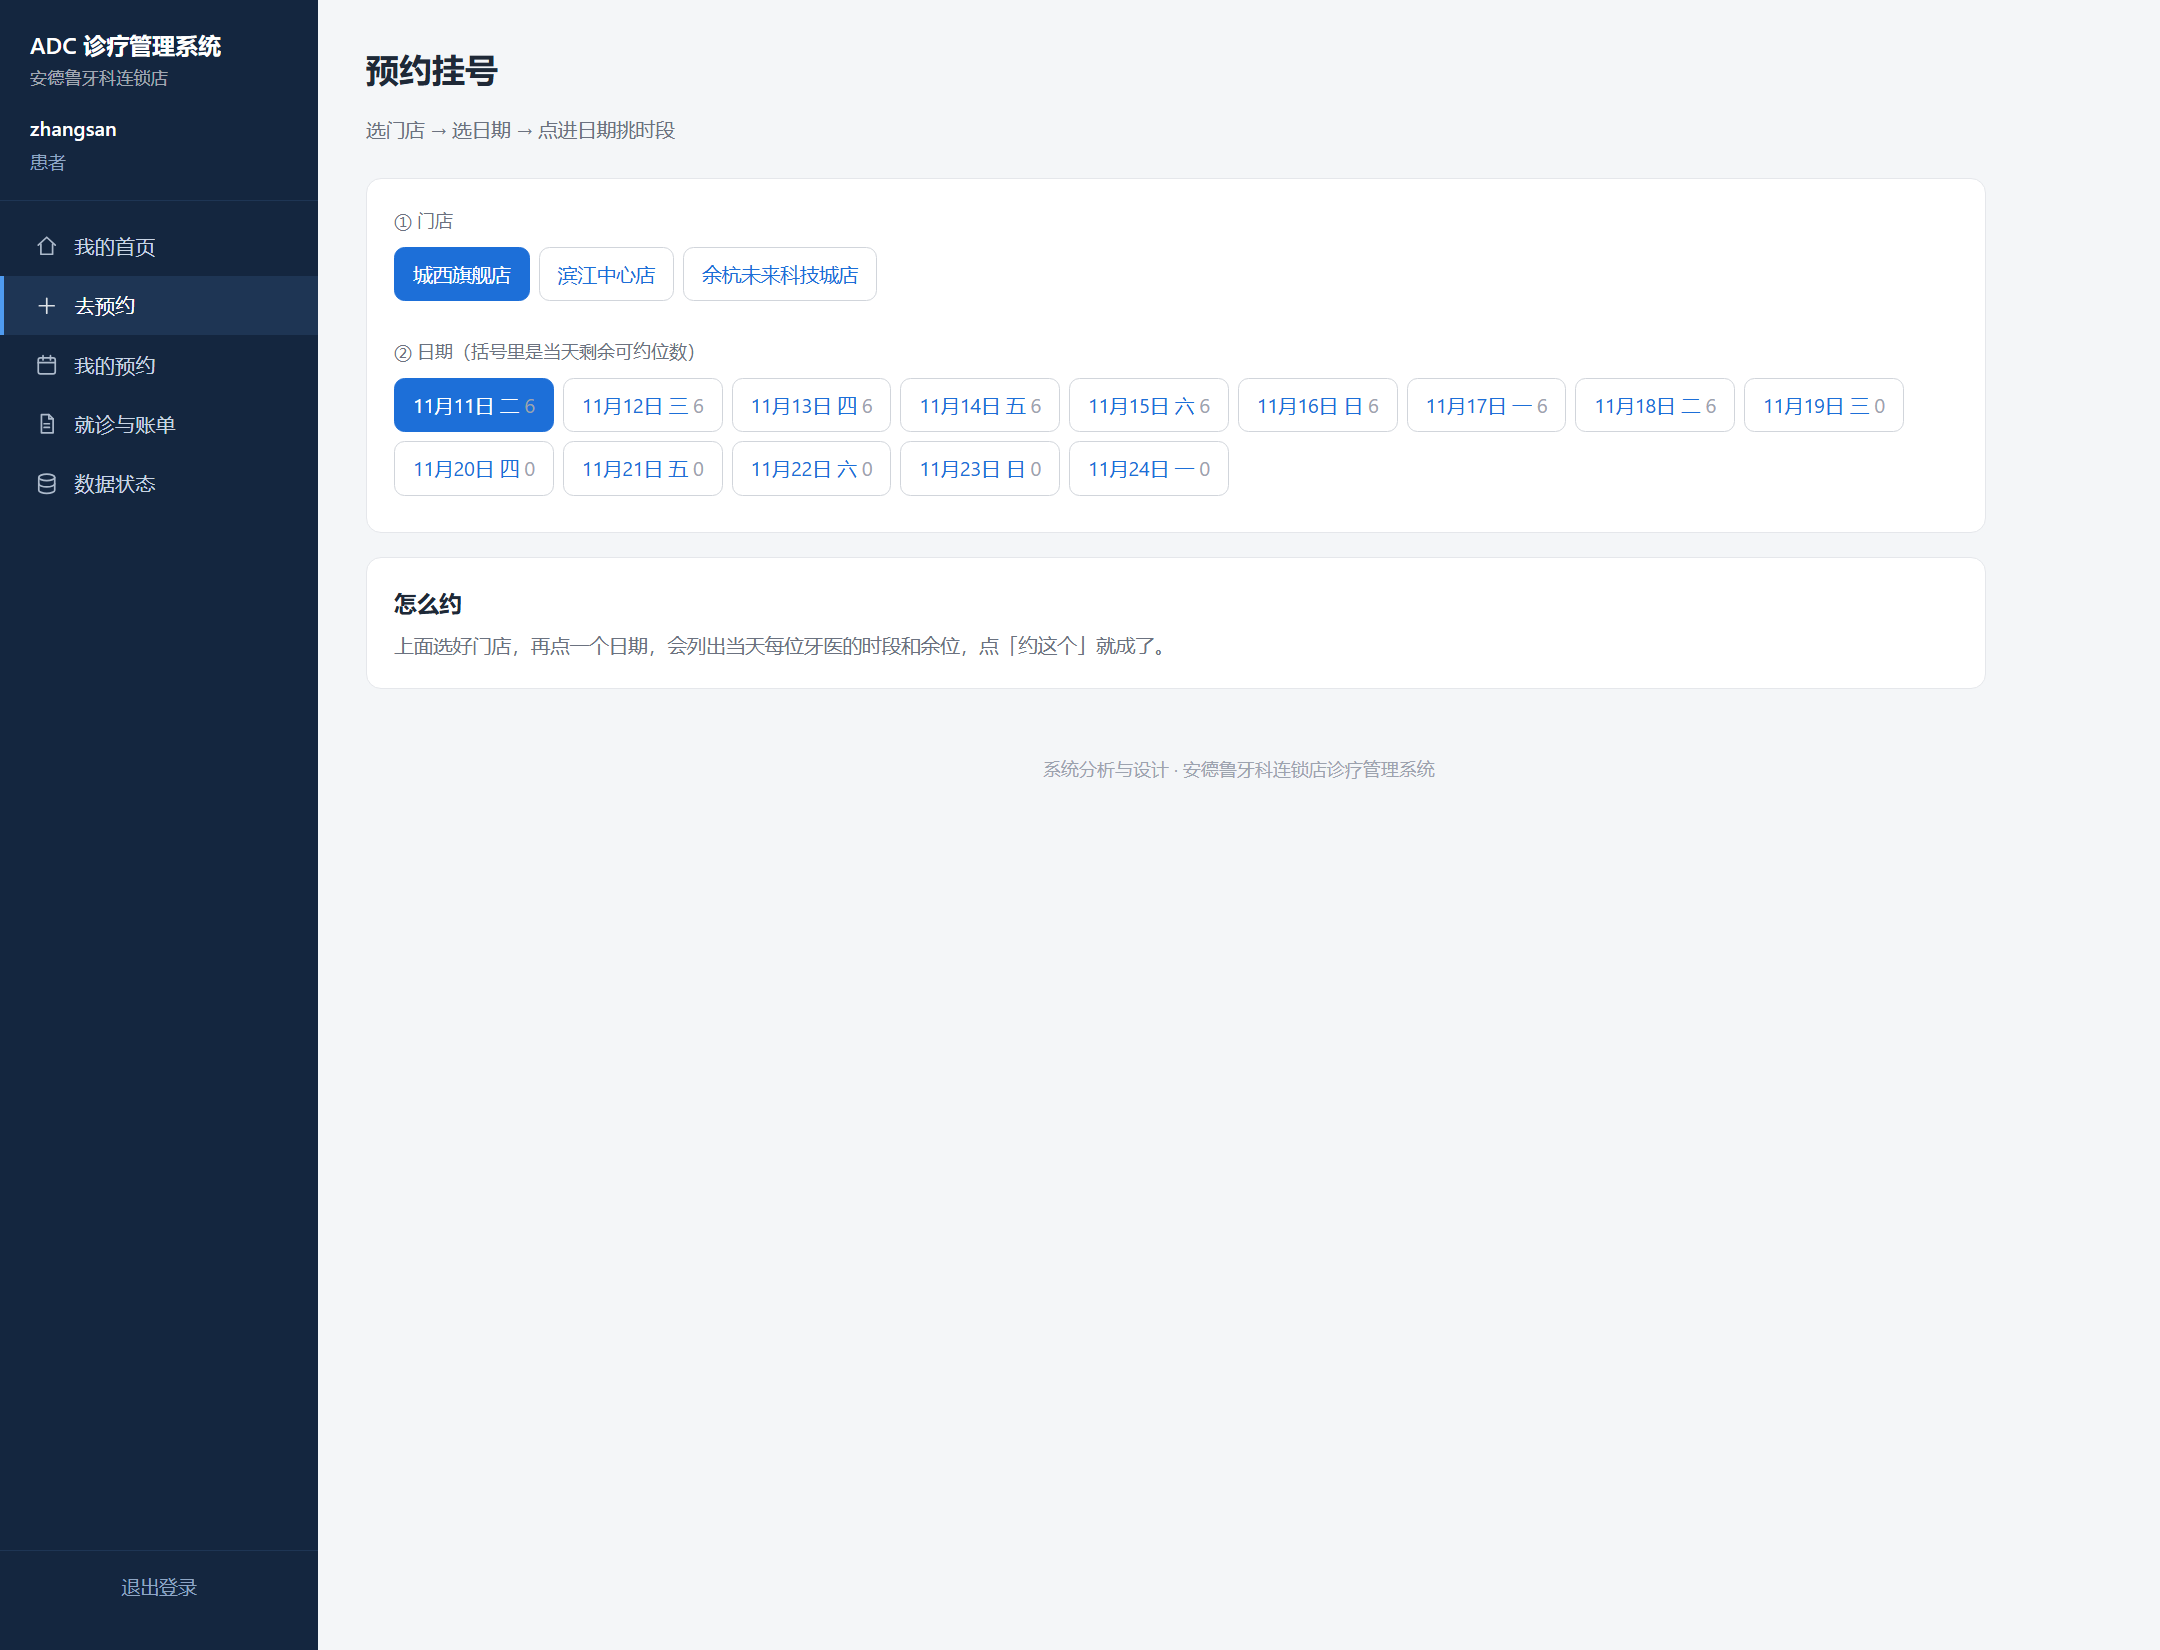 ADC 诊疗管理系统
安德鲁牙科连锁店
zhangsan
患者
我的首页
去预约
我的预约
就诊与账单
数据状态
退出登录
预约挂号
选门店 → 选日期 → 点进日期挑时段
① 门店
城西旗舰店 滨江中心店 余杭未来科技城店
② 日期（括号里是当天剩余可约位数）
11月11日 二 6 11月12日 三 6 11月13日 四 6 11月14日 五 6 11月15日 六 6 11月16日 日 6 11月17日 一 6 11月18日 二 6 11月19日 三 0
11月20日 四 0 11月21日 五 0 11月22日 六 0 11月23日 日 0 11月24日 一 0
怎么约
上面选好门店，再点一个日期，会列出当天每位牙医的时段和余位，点「约这个」就成了。
系统分析与设计 · 安德鲁牙科连锁店诊疗管理系统